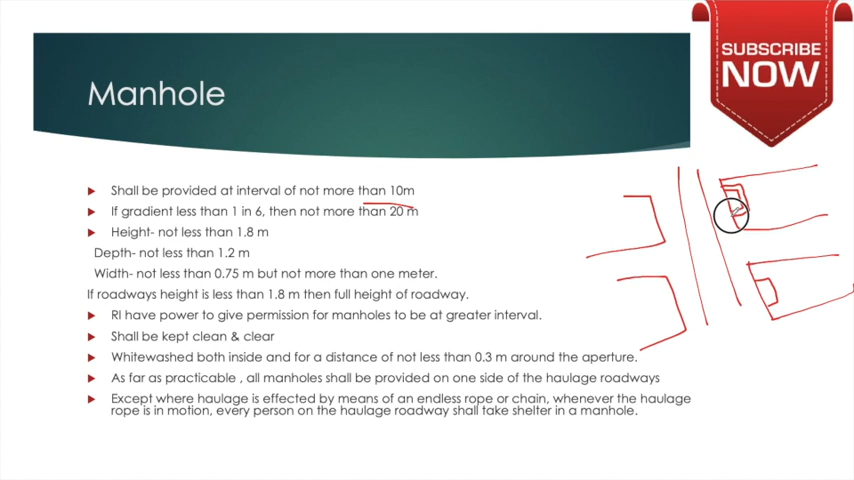 SUBSCRIBE
NOW
Manhole
Shall be provided at interval of not more than 10m
If gradient less than 1 in 6, then not more than 20 m
Height- not less than 1.8 m
Depth- not less than 1.2 m
Width- not less than 0.75 m but not more than one meter.
If roadways height is less than 1.8 m then full height of roadway.
RI have power to give permission for manholes to be at greater interval.
Shall be kept clean & clear
Whitewashed both inside and for a distance of not less than 0.3 m around the aperture.
As far as practicable , all manholes shall be provided on one side of the haulage roadways
Except where haulage is effected by means of an endless rope or chain, whenever the haulage
rope is in motion, every person on the haulage roadway shall take shelter in a manhole.